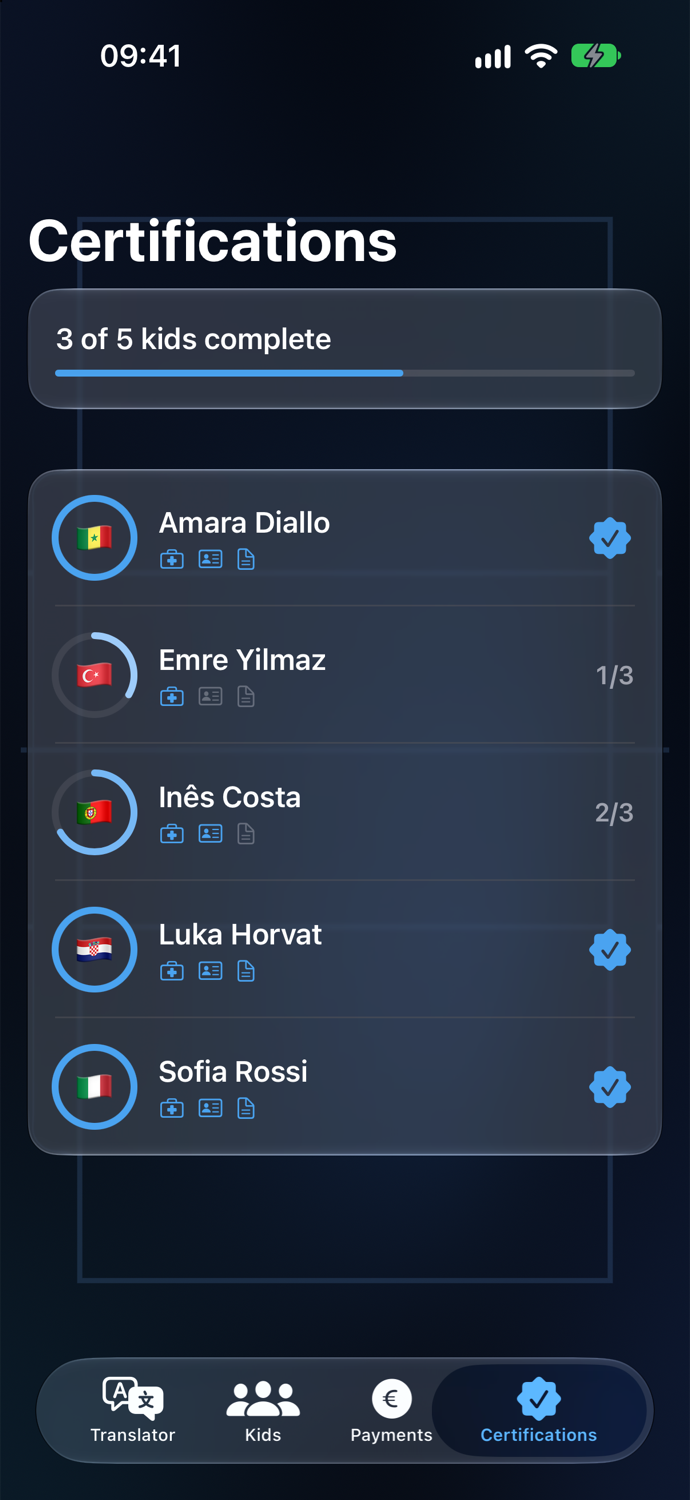 09:41
Certifications
3 of 5 kids complete
Amara Diallo
Emre Yilmaz
1/3
Inês Costa
2/3
Luka Horvat
Sofia Rossi
A 文
€
Translator
Kids
Payments
Certifications